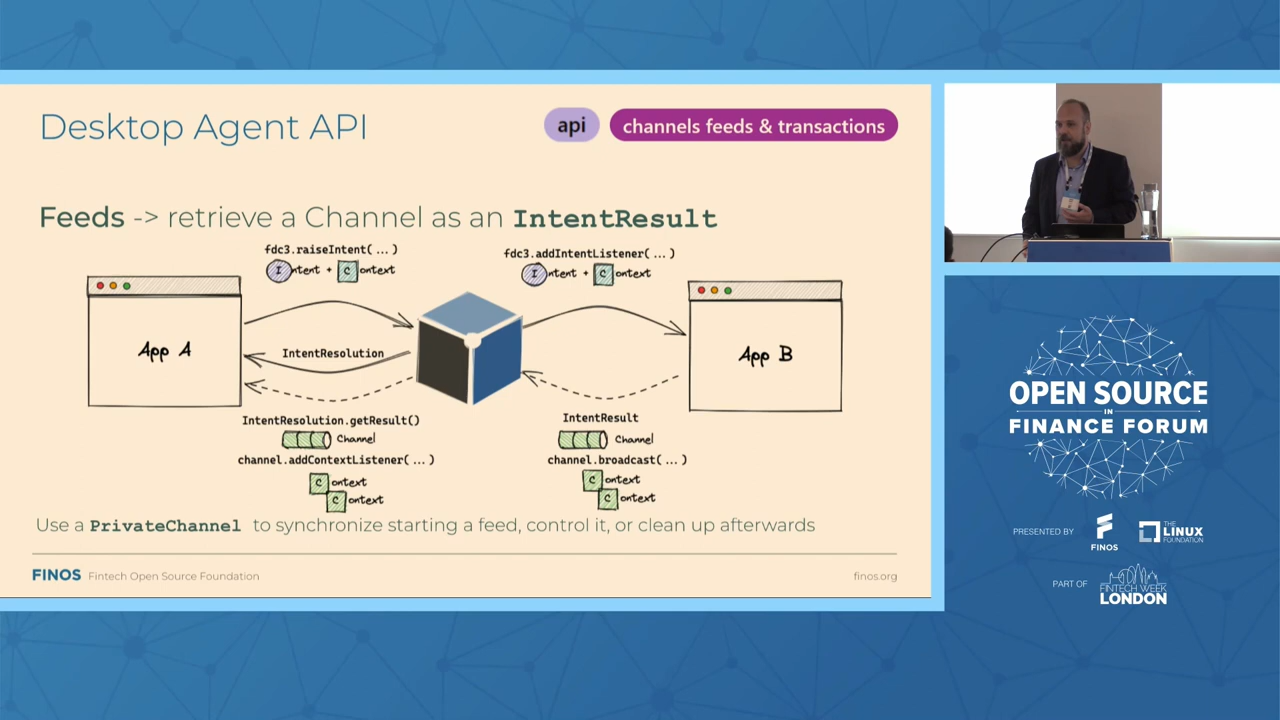 Desktop Agent API
api
channels feeds & transactions
Feeds -> retrieve a Channel as an IntentResult
fdc3.raiseIntent( ... )
Intent + Context
fdc3.addIntentListener( ... )
Intent + Context
App A
IntentResolution
App B
IntentResolution.getResult()
Channel
channel.addContextListener( ... )
Context
Context
IntentResult
Channel
channel.broadcast( ... )
Context
Context
Use a PrivateChannel to synchronize starting a feed, control it, or clean up afterwards
FINOS Fintech Open Source Foundation
finos.org
OPEN SOURCE
IN
FINANCE FORUM
PRESENTED BY
FINOS
THE
LINUX
FOUNDATION
PART OF
FINTECH WEEK
LONDON